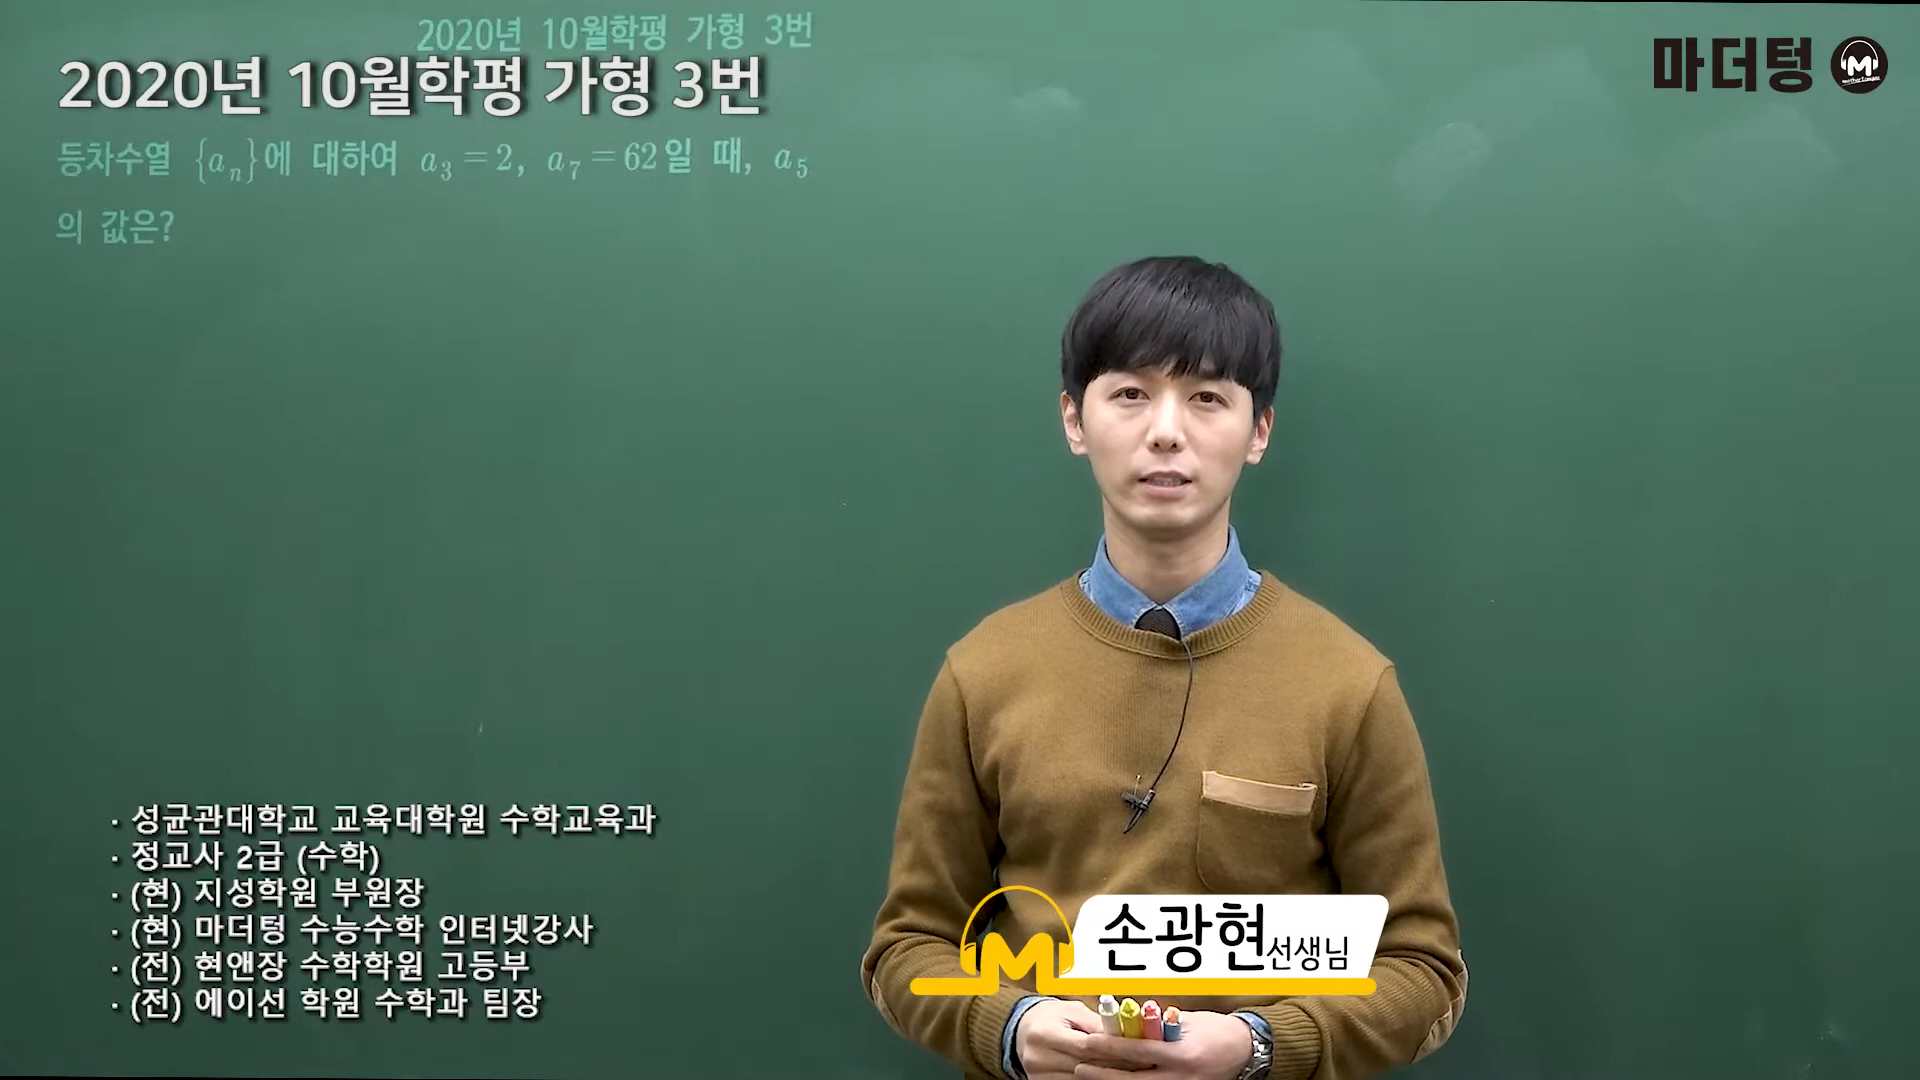 2020년 10월학평 가형 3번
2020년 10월학평 가형 3번
마더텅
M
등차수열 {aₙ}에 대하여 a₃=2, a₇=62일 때, a₅
의 값은?
· 성균관대학교 교육대학원 수학교육과
· 정교사 2급 (수학)
· (현) 지성학원 부원장
· (현) 마더텅 수능수학 인터넷강사
· (전) 현앤장 수학학원 고등부
· (전) 에이선 학원 수학과 팀장
M 손광현선생님